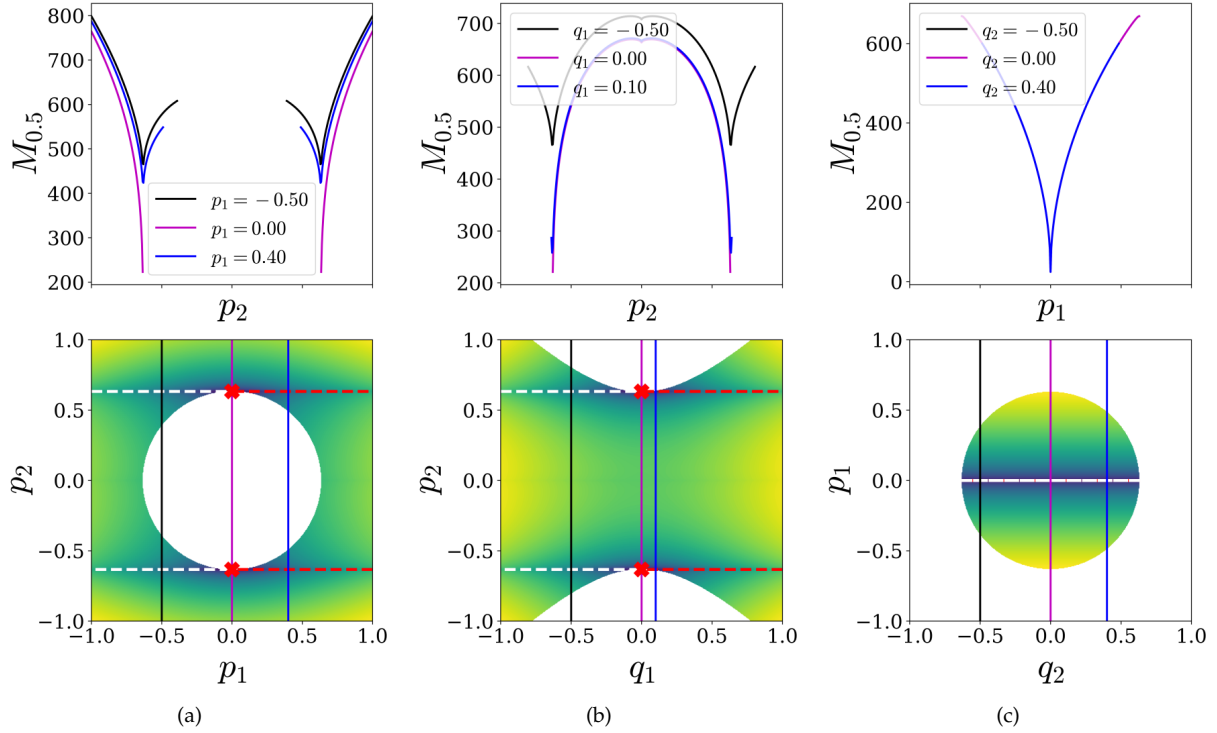 M₀.₅
800
700
600
500
400
300
200
p₁ = −0.50
p₁ = 0.00
p₁ = 0.40
p₂
M₀.₅
700
600
500
400
300
200
q₁ = −0.50
q₁ = 0.00
q₁ = 0.10
p₂
M₀.₅
600
400
200
0
q₂ = −0.50
q₂ = 0.00
q₂ = 0.40
p₁
p₂
1.0
0.5
0.0
−0.5
−1.0
−1.0 −0.5 0.0 0.5 1.0
p₁
p₂
1.0
0.5
0.0
−0.5
−1.0
−1.0 −0.5 0.0 0.5 1.0
q₁
p₁
1.0
0.5
0.0
−0.5
−1.0
−1.0 −0.5 0.0 0.5 1.0
q₂
(a)
(b)
(c)